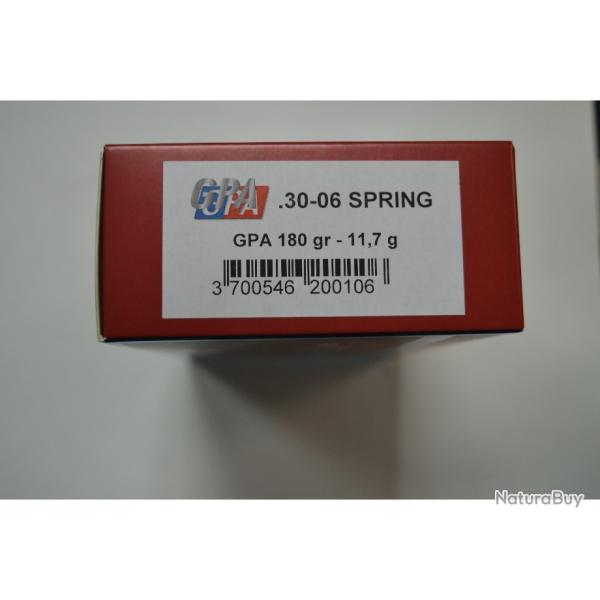 GPA .30-06 SPRING
GPA 180 gr - 11,7 g
3 700546 200106
NaturaBuy